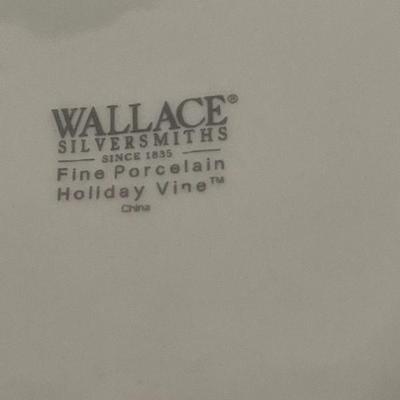 WALLACE®
SILVERSMITHS
SINCE 1835
Fine Porcelain
Holiday Vine™
China